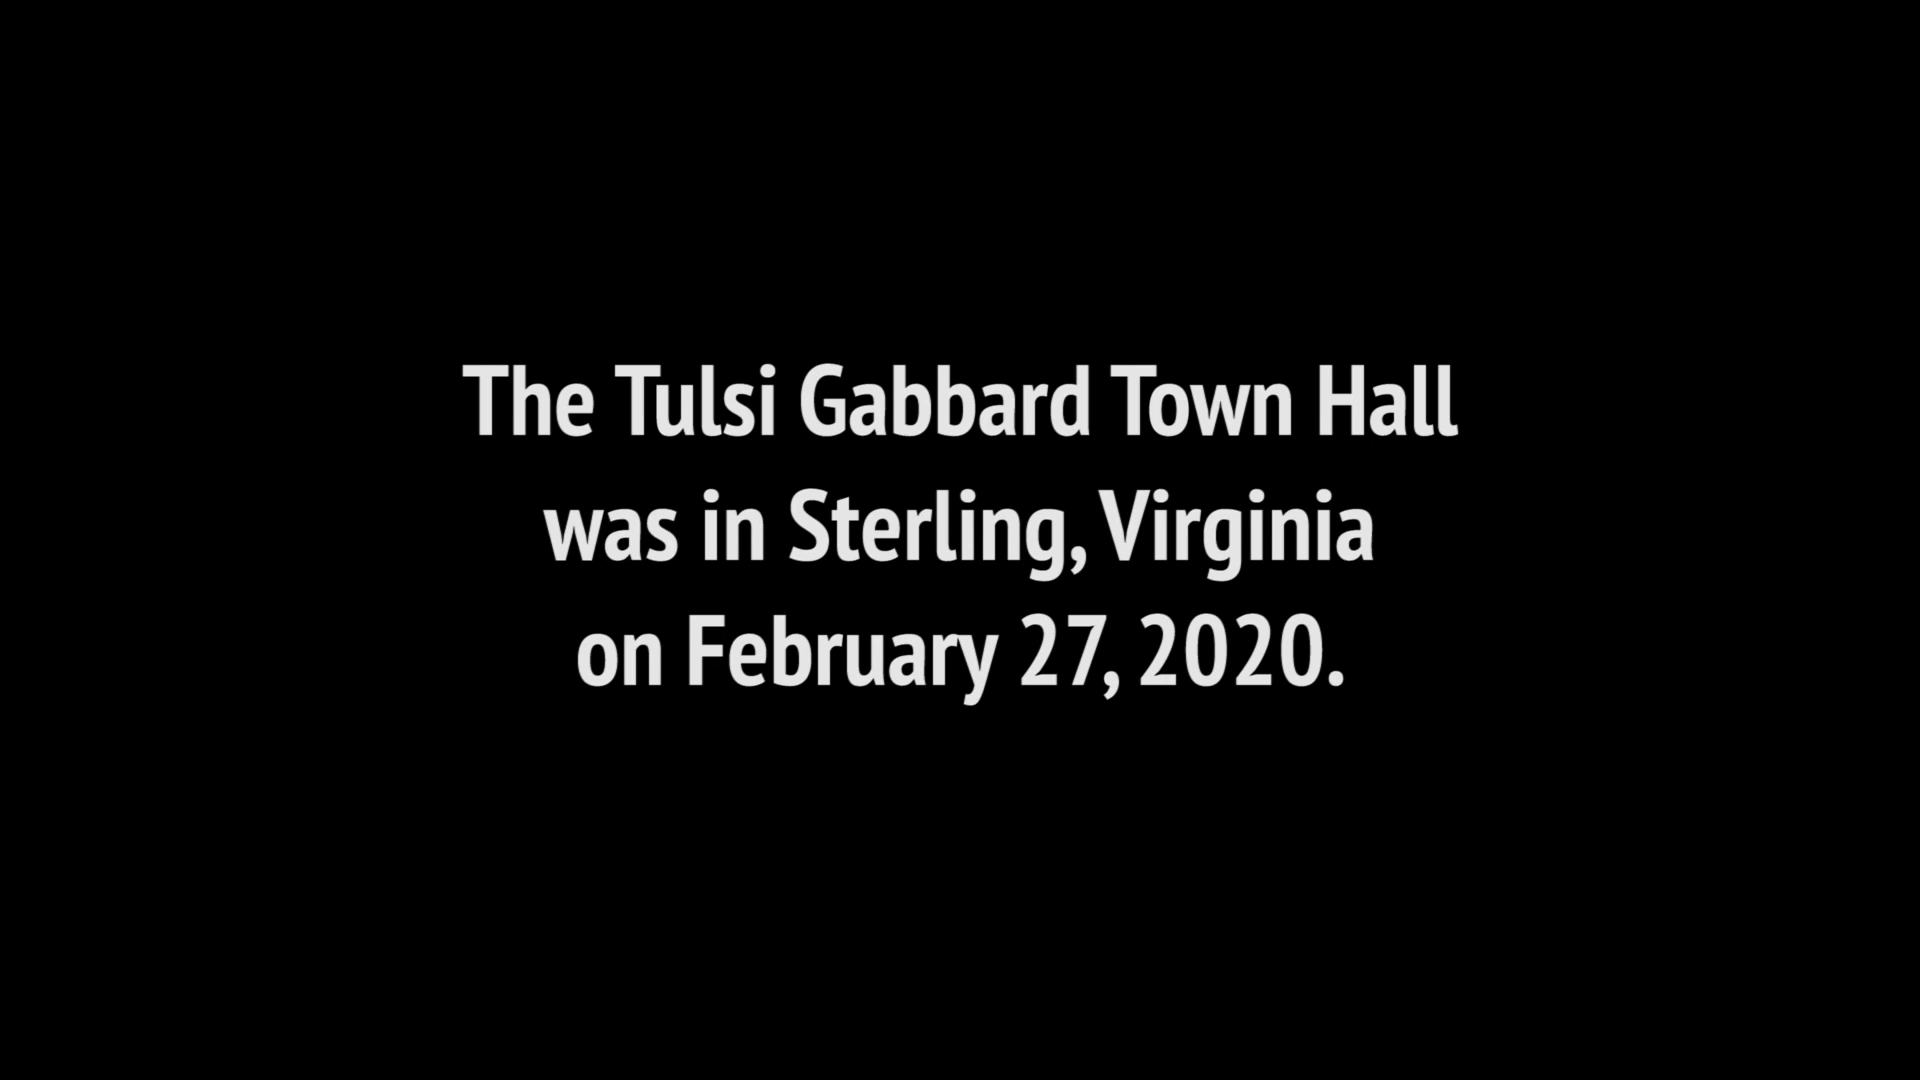 The Tulsi Gabbard Town Hall
was in Sterling, Virginia
on February 27, 2020.